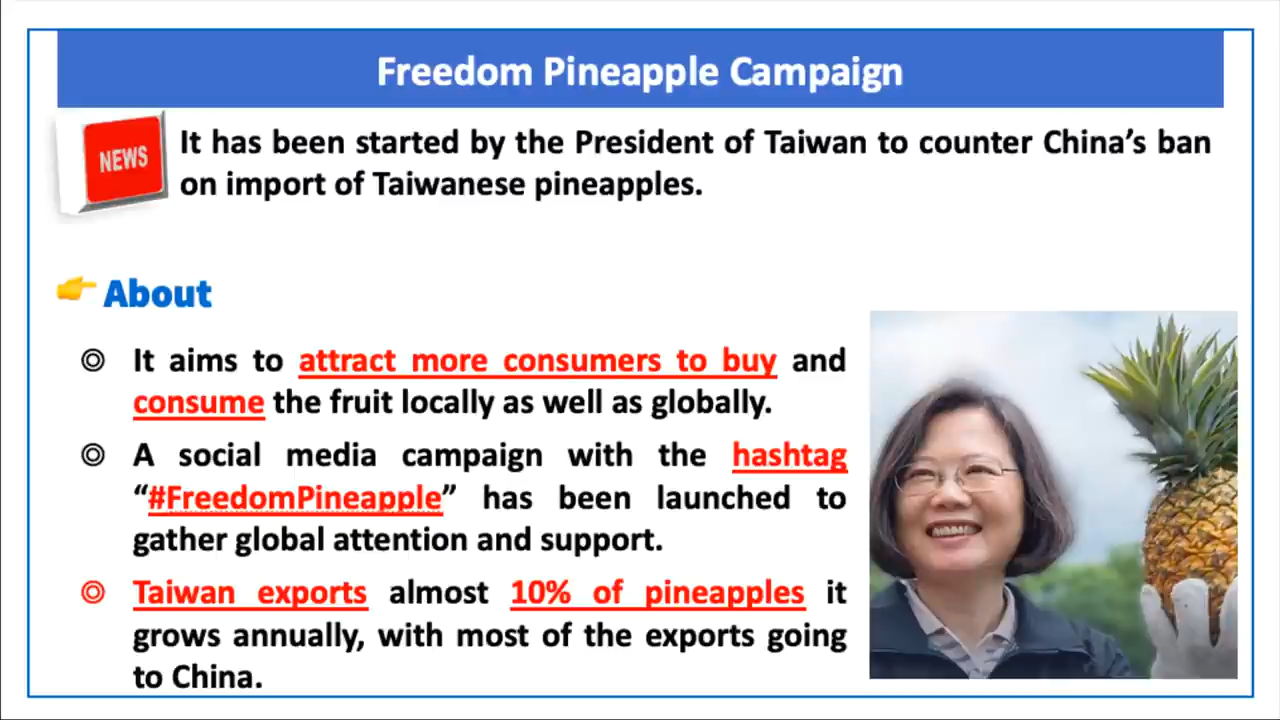 Freedom Pineapple Campaign
NEWS
It has been started by the President of Taiwan to counter China’s ban
on import of Taiwanese pineapples.
About
It aims to attract more consumers to buy and
consume the fruit locally as well as globally.
A social media campaign with the hashtag
“#FreedomPineapple” has been launched to
gather global attention and support.
Taiwan exports almost 10% of pineapples it
grows annually, with most of the exports going
to China.